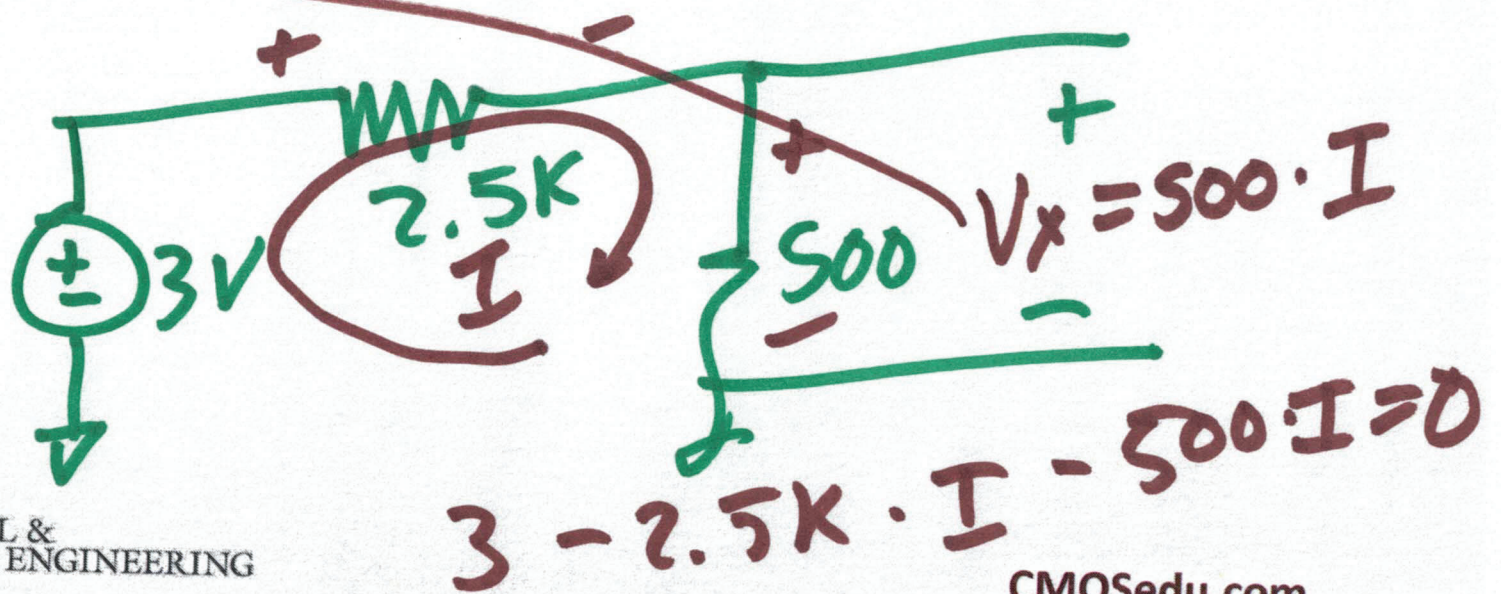 + -
+ +
2.5K
Vx = 500 · I
+ -
3V
I
500
-
-
3 - 2.5K · I - 500 · I = 0
L &
ENGINEERING
CMOSedu.com